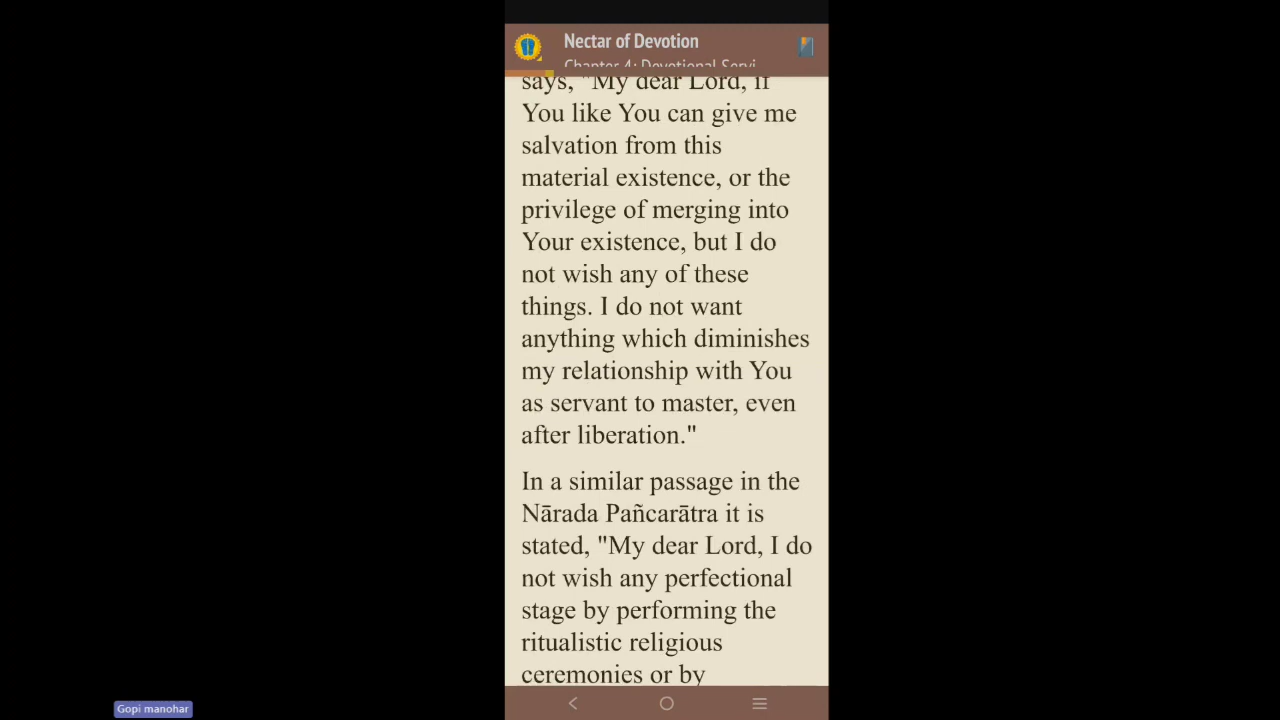 Nectar of Devotion
Chapter 4: Devotional Servi
says, "My dear Lord, if
You like You can give me
salvation from this
material existence, or the
privilege of merging into
Your existence, but I do
not wish any of these
things. I do not want
anything which diminishes
my relationship with You
as servant to master, even
after liberation."
In a similar passage in the
Nārada Pañcarātra it is
stated, "My dear Lord, I do
not wish any perfectional
stage by performing the
ritualistic religious
ceremonies or by
Gopi manohar